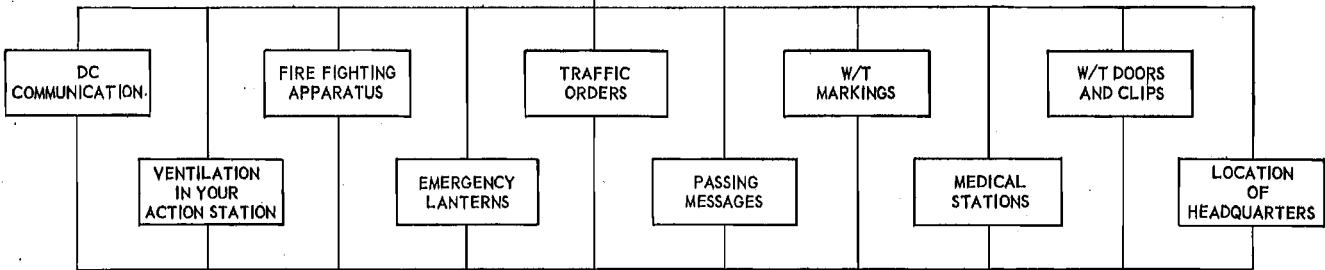 DC
COMMUNICATION.
FIRE FIGHTING
APPARATUS
TRAFFIC
ORDERS
W/T
MARKINGS
W/T DOORS
AND CLIPS
VENTILATION
IN YOUR
ACTION STATION
EMERGENCY
LANTERNS
PASSING
MESSAGES
MEDICAL
STATIONS
LOCATION
OF
HEADQUARTERS